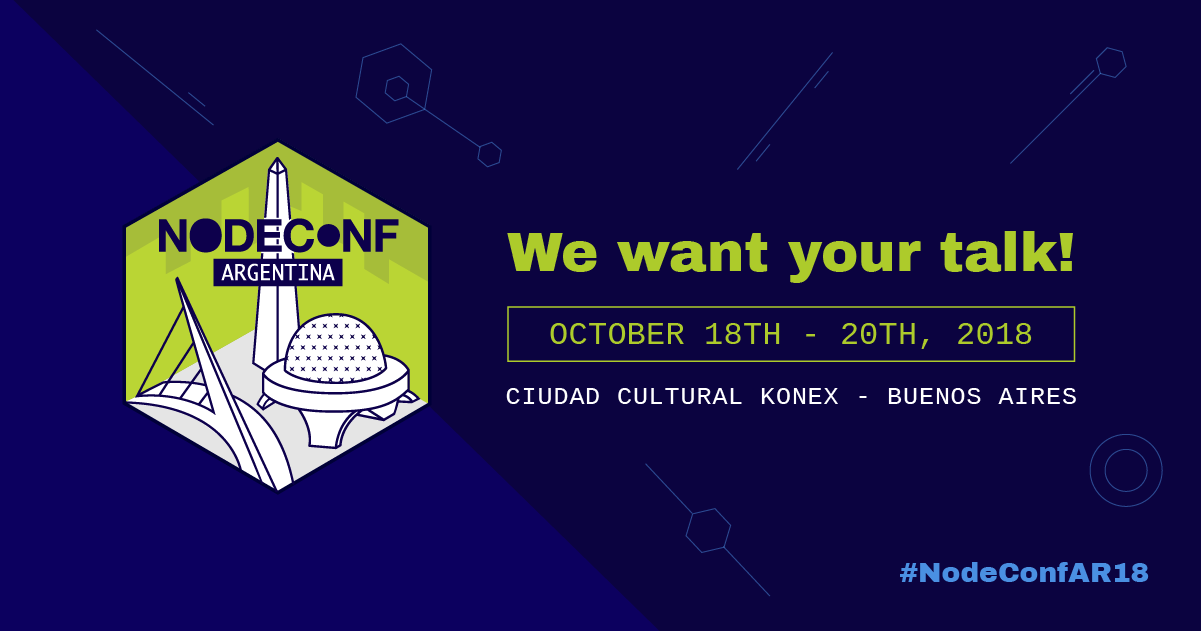 NODECONF
ARGENTINA
We want your talk!
OCTOBER 18TH - 20TH, 2018
CIUDAD CULTURAL KONEX - BUENOS AIRES
#NodeConfAR18